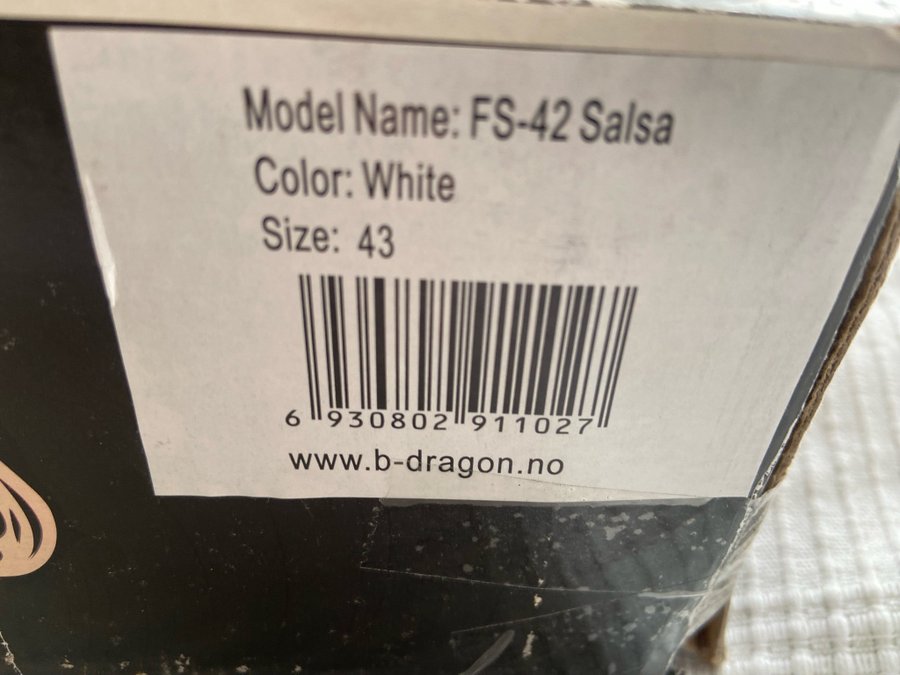 Model Name: FS-42 Salsa
Color: White
Size: 43
6 930802 911027
www.b-dragon.no